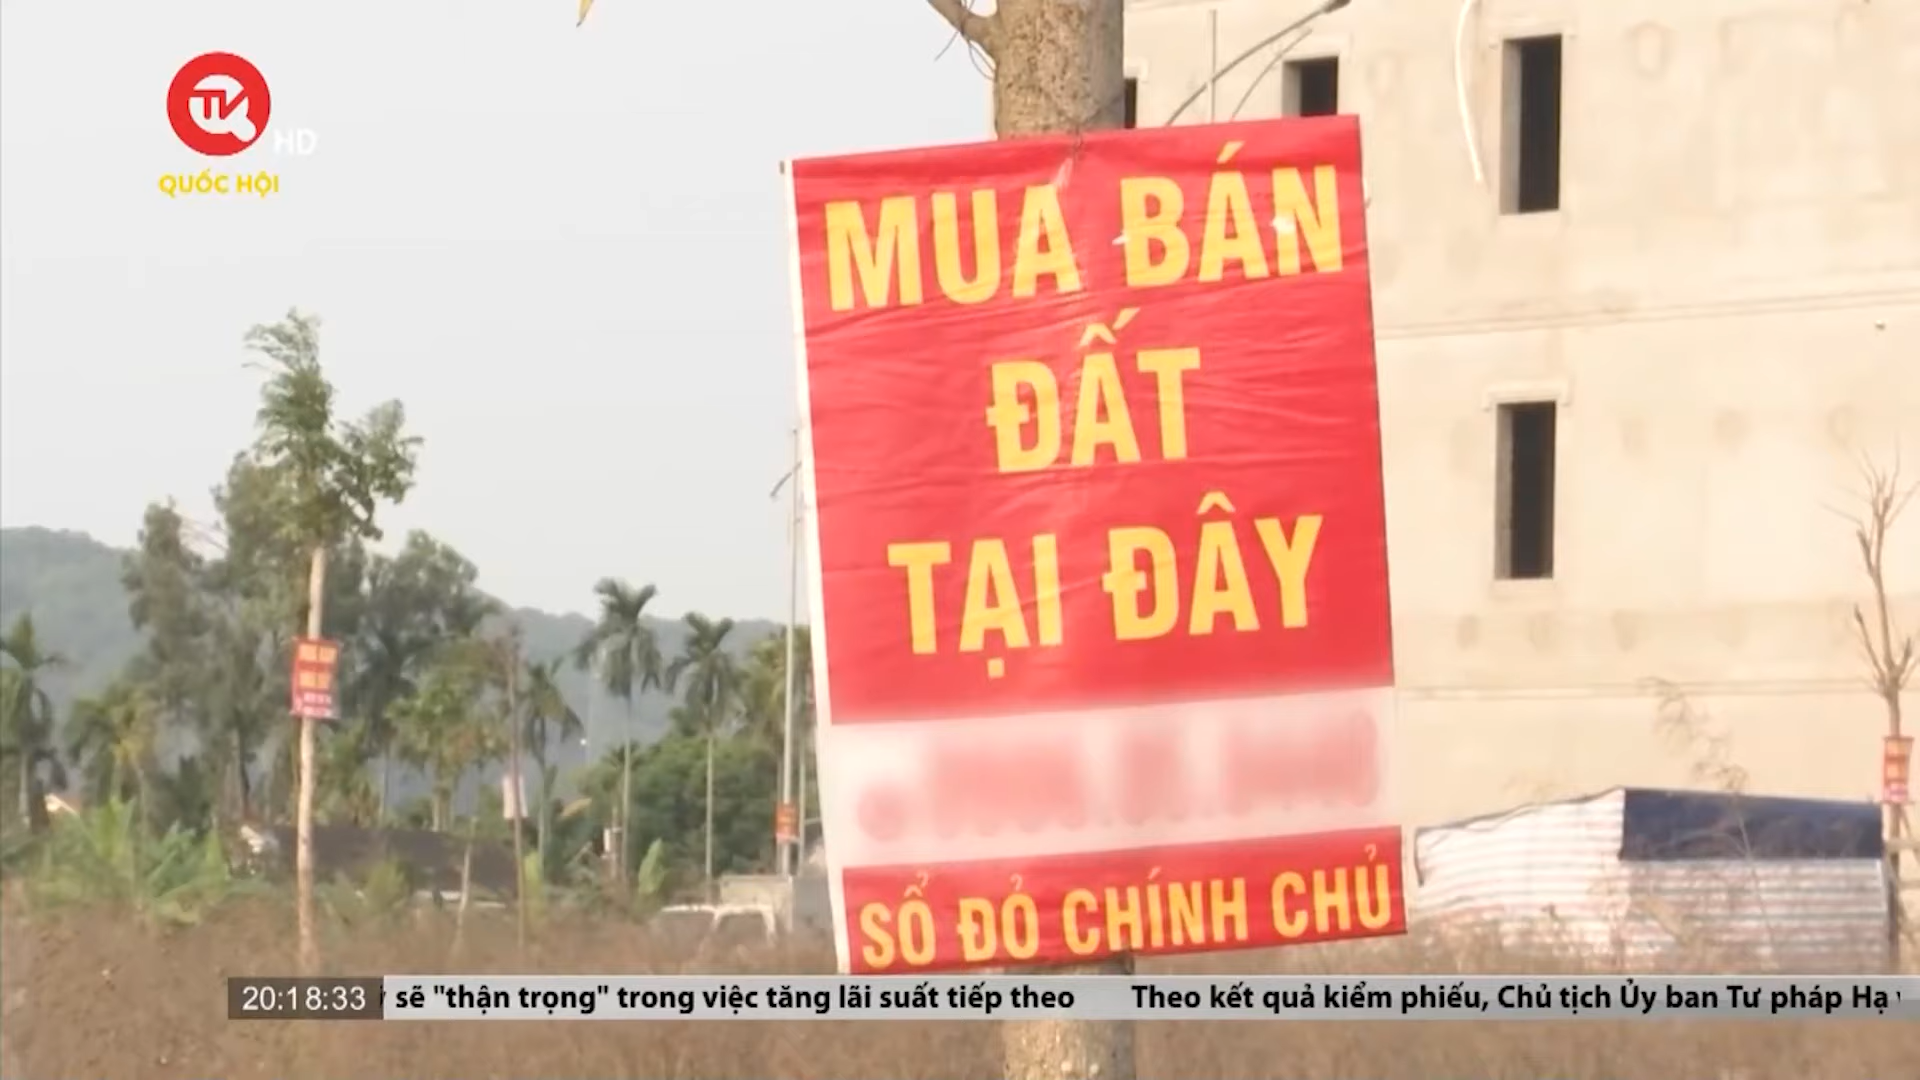 TV
HD
QUỐC HỘI
MUA BÁN
ĐẤT
TẠI ĐÂY
SỔ ĐỎ CHÍNH CHỦ
20:18:33
sẽ "thận trọng" trong việc tăng lãi suất tiếp theo
Theo kết quả kiểm phiếu, Chủ tịch Ủy ban Tư pháp Hạ